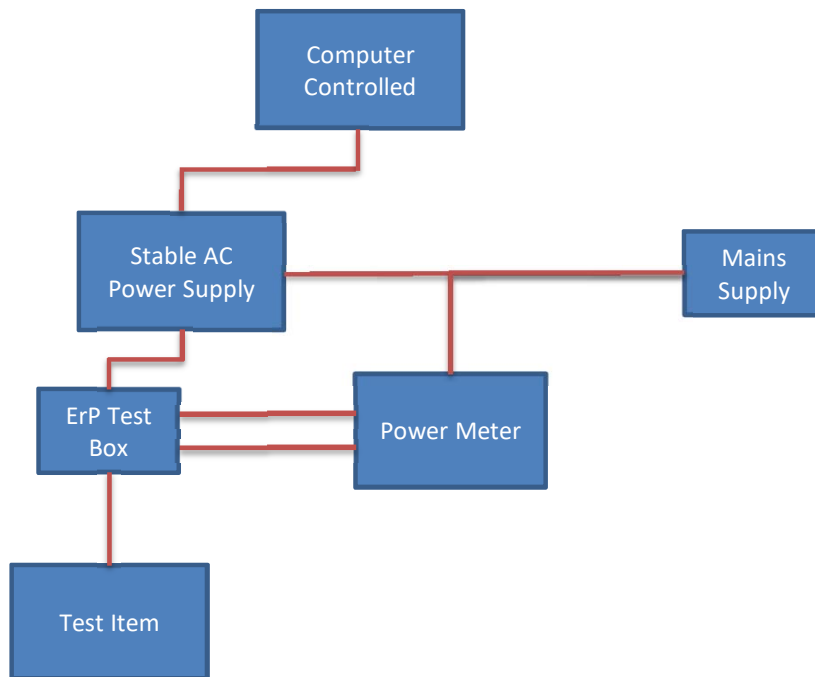 Computer
Controlled
Stable AC
Power Supply
Mains
Supply
ErP Test
Box
Power Meter
Test Item